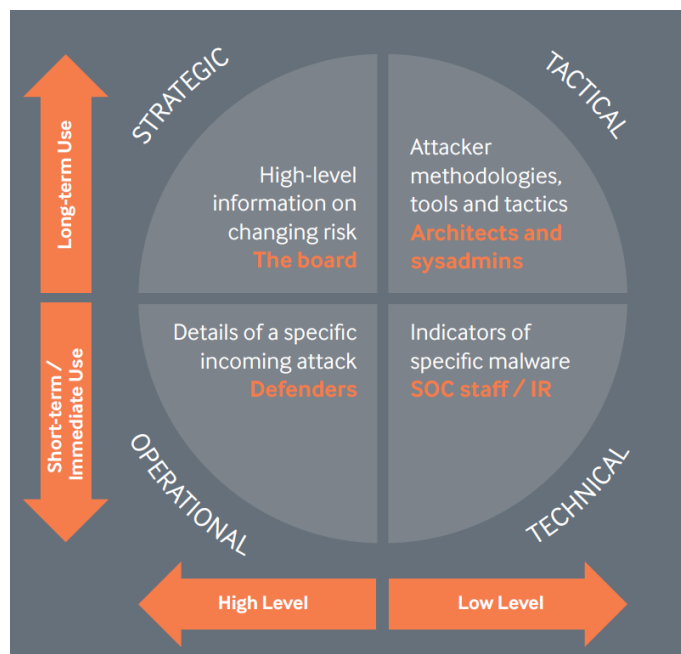 STRATEGIC
TACTICAL
Long-term Use
High-level
information on
changing risk
The board
Attacker
methodologies,
tools and tactics
Architects and
sysadmins
Short-term /
Immediate Use
Details of a specific
incoming attack
Defenders
Indicators of
specific malware
SOC staff / IR
OPERATIONAL
TECHNICAL
High Level
Low Level